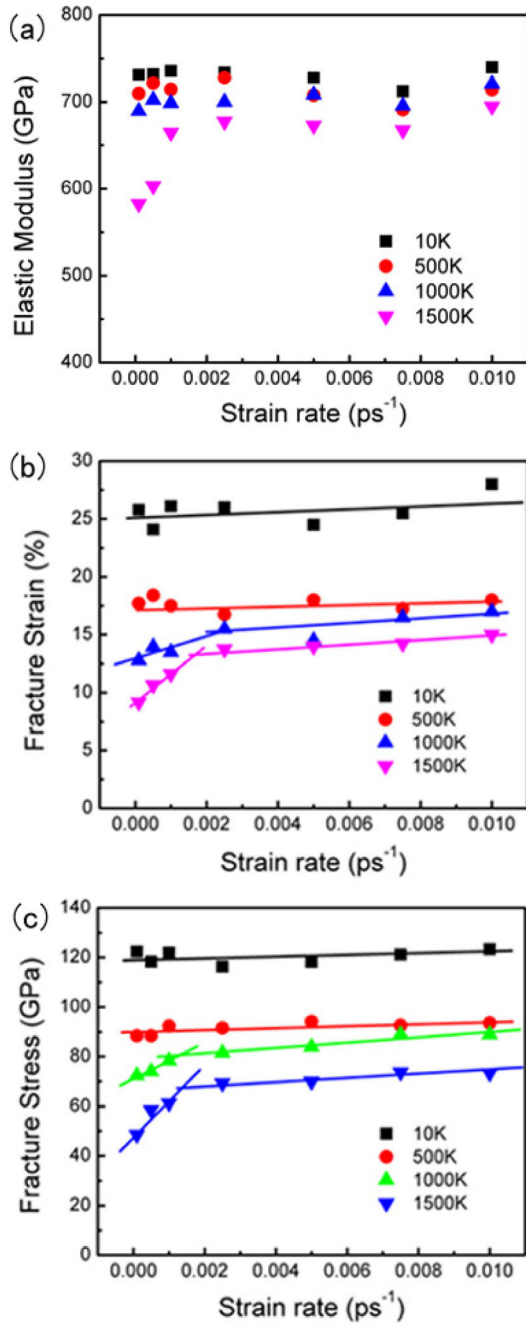 (a)
Elastic Modulus (GPa)
800
700
600
500
400
10K
500K
1000K
1500K
0.000 0.002 0.004 0.006 0.008 0.010
Strain rate (ps⁻¹)
(b)
Fracture Strain (%)
30
25
20
15
10
5
0
10K
500K
1000K
1500K
0.000 0.002 0.004 0.006 0.008 0.010
Strain rate (ps⁻¹)
(c)
Fracture Stress (GPa)
140
120
100
80
60
40
20
0
10K
500K
1000K
1500K
0.000 0.002 0.004 0.006 0.008 0.010
Strain rate (ps⁻¹)